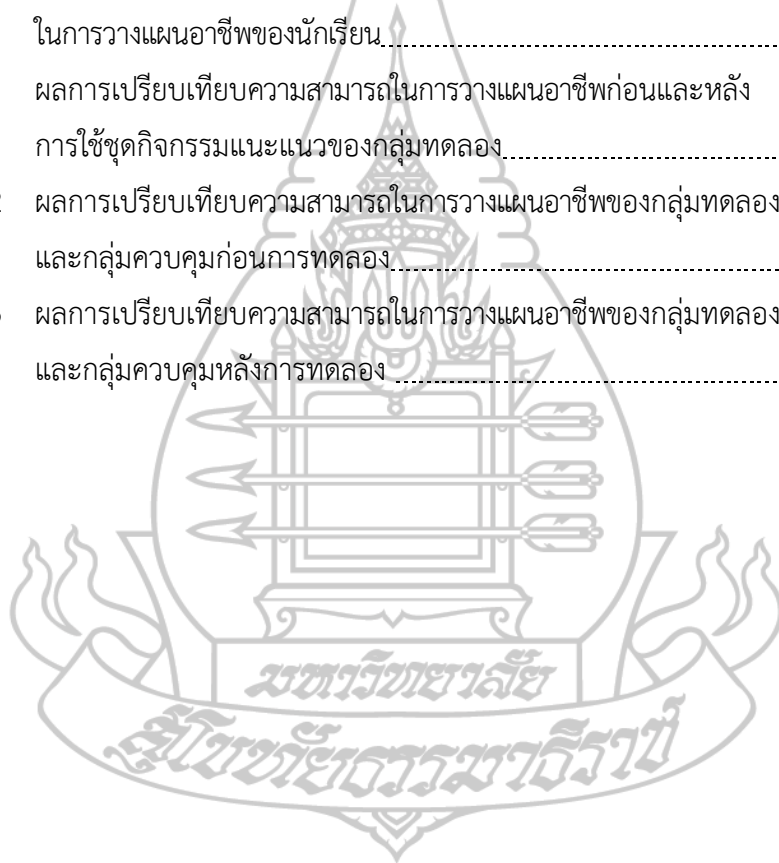 ในการวางแผนอาชีพของนักเรียน
ผลการเปรียบเทียบความสามารถในการวางแผนอาชีพก่อนและหลัง
การใช้ชุดกิจกรรมแนะแนวของกลุ่มทดลอง
ผลการเปรียบเทียบความสามารถในการวางแผนอาชีพของกลุ่มทดลอง
และกลุ่มควบคุมก่อนการทดลอง
ผลการเปรียบเทียบความสามารถในการวางแผนอาชีพของกลุ่มทดลอง
และกลุ่มควบคุมหลังการทดลอง
มหาวิทยาลัย
สุโขทัยธรรมาธิราช